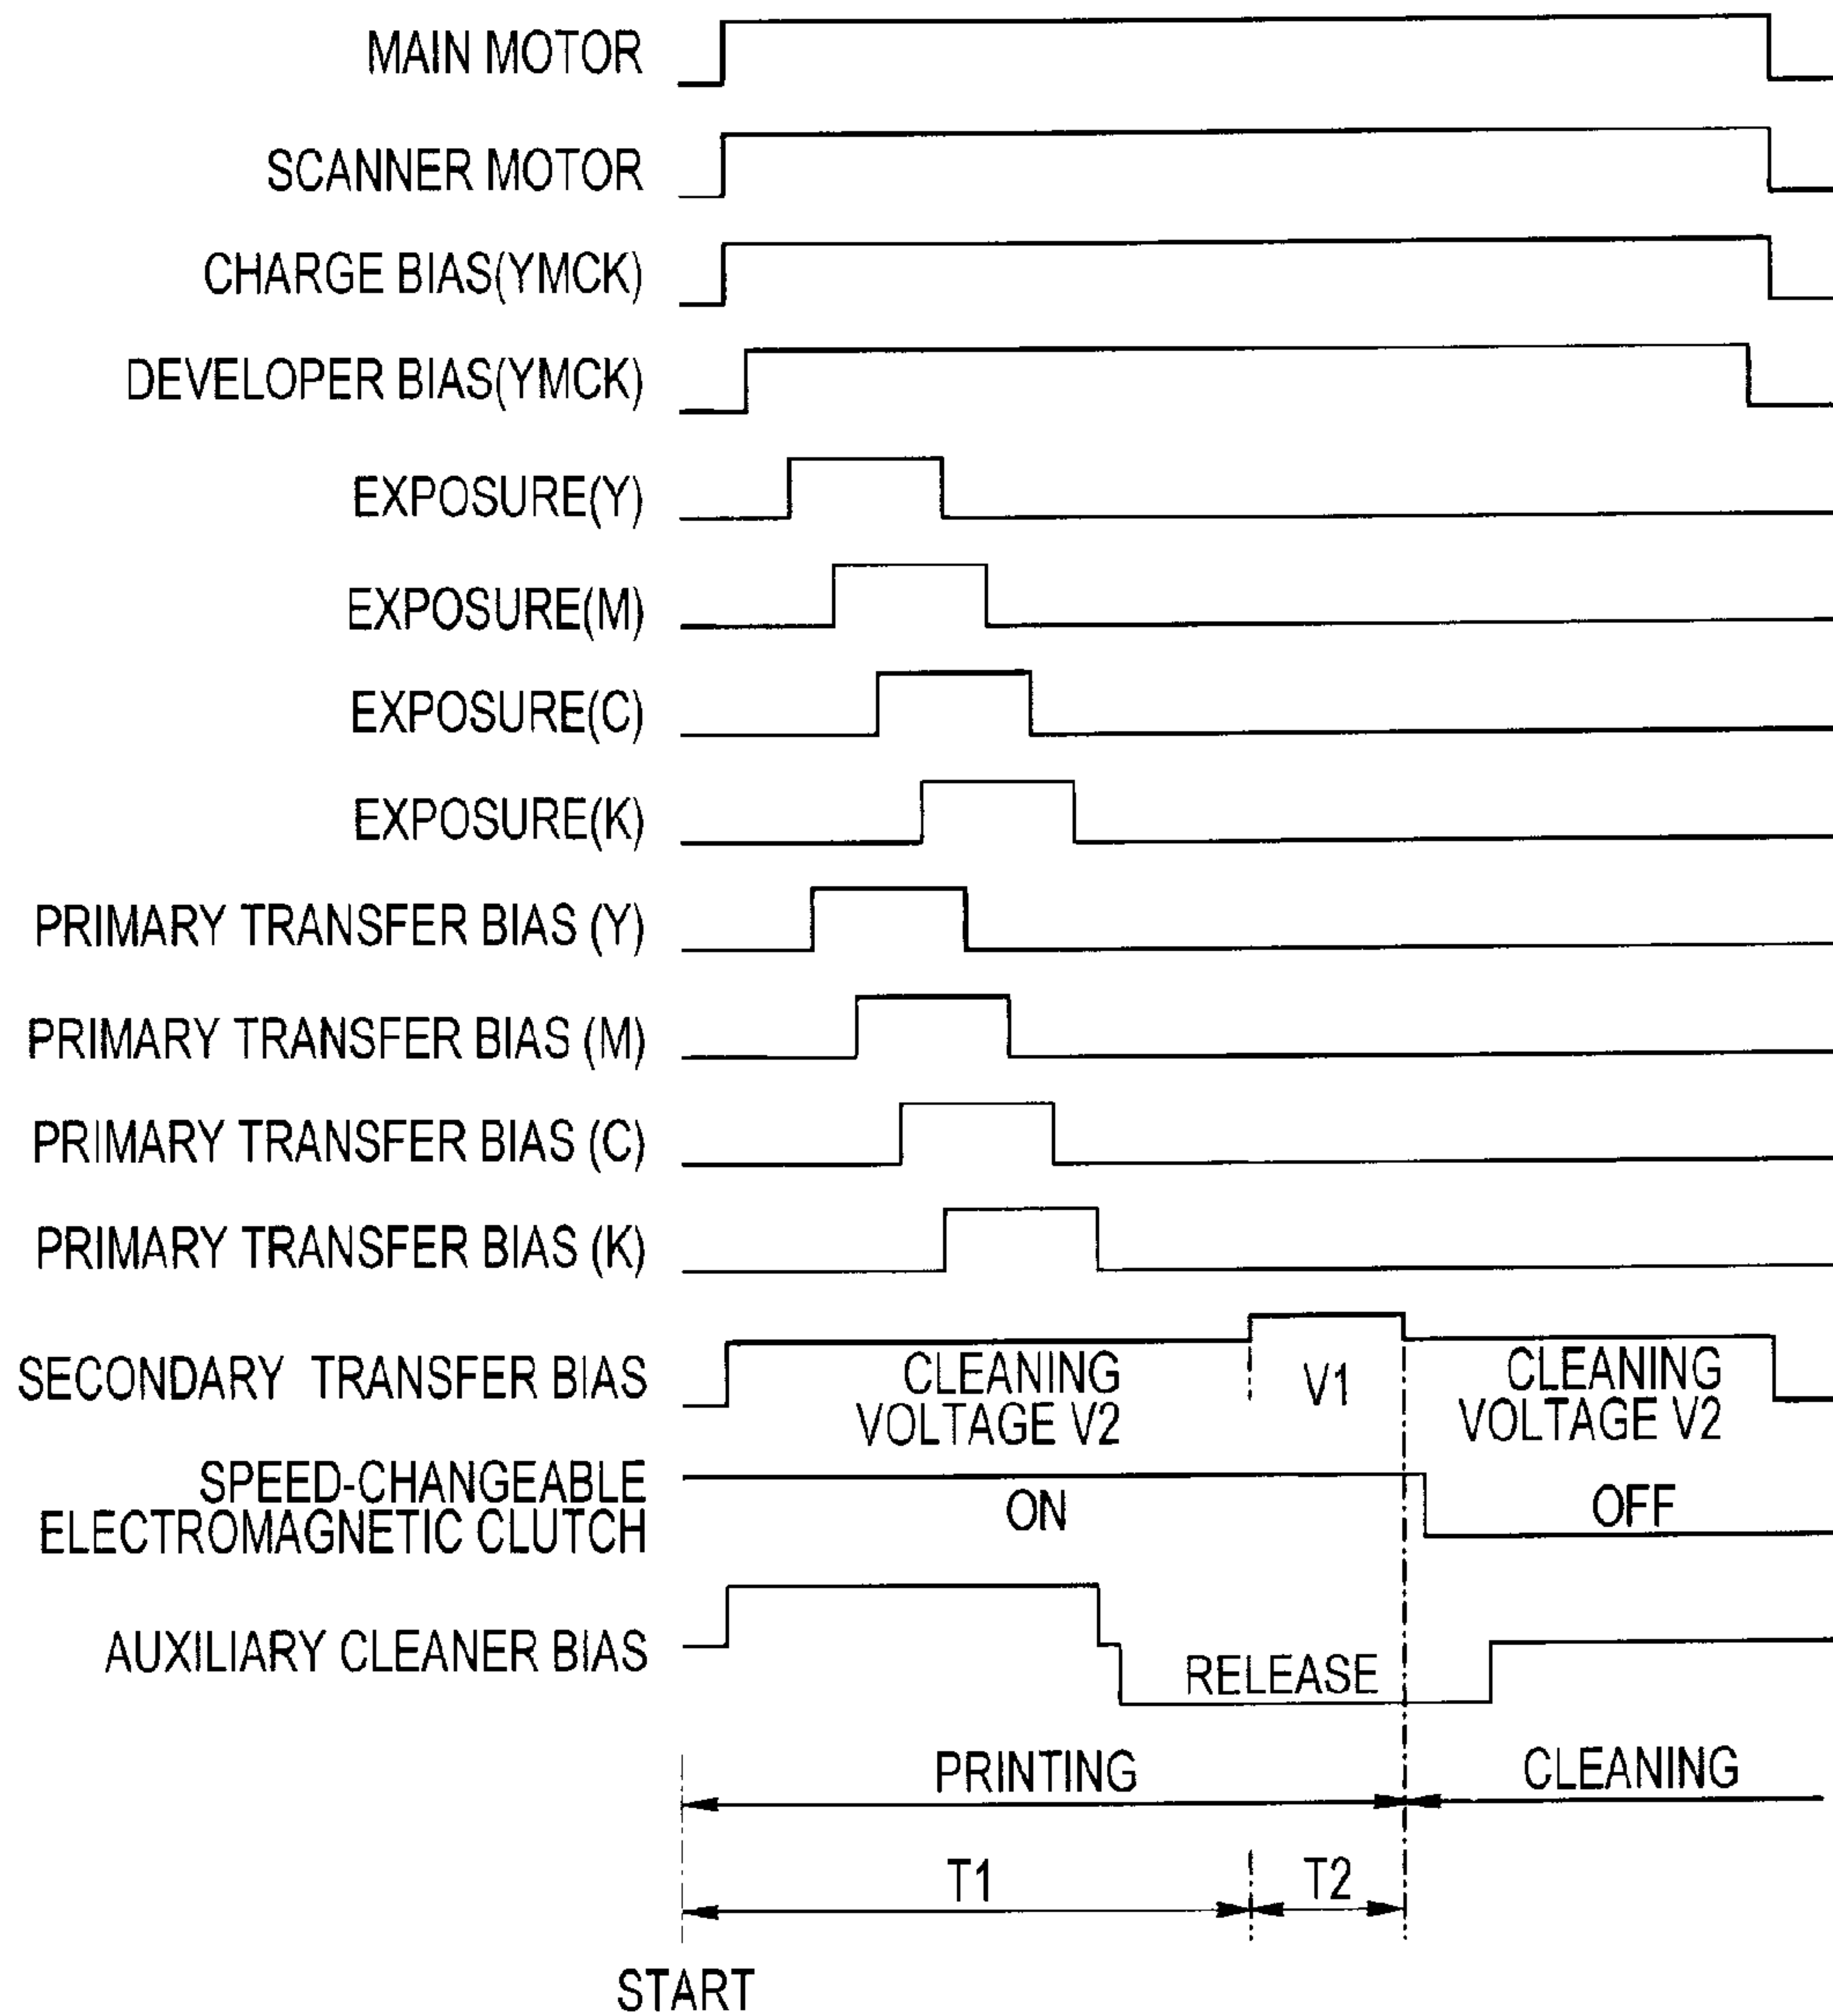 MAIN MOTOR
SCANNER MOTOR
CHARGE BIAS(YMCK)
DEVELOPER BIAS(YMCK)
EXPOSURE(Y)
EXPOSURE(M)
EXPOSURE(C)
EXPOSURE(K)
PRIMARY TRANSFER BIAS (Y)
PRIMARY TRANSFER BIAS (M)
PRIMARY TRANSFER BIAS (C)
PRIMARY TRANSFER BIAS (K)
SECONDARY TRANSFER BIAS
CLEANING
VOLTAGE V2
V1
CLEANING
VOLTAGE V2
SPEED-CHANGEABLE
ELECTROMAGNETIC CLUTCH
ON
OFF
AUXILIARY CLEANER BIAS
RELEASE
PRINTING
CLEANING
T1
T2
START